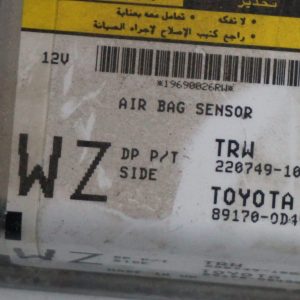 تحذير
• لا تفكه • تعامل معه بعناية
• راجع كتيب الإصلاح لاجراء الصيانة
12V
*19690026RW*
AIR BAG SENSOR
WZ
DP P/T TRW
SIDE 220749-10
TOYOTA
89170-0D4